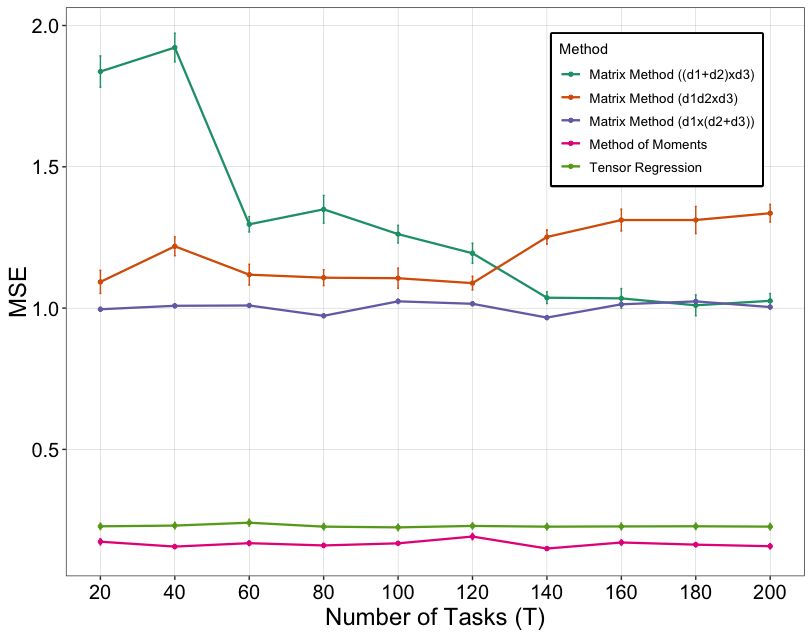 2.0
1.5
1.0
0.5
MSE
Method
Matrix Method ((d1+d2)xd3)
Matrix Method (d1d2xd3)
Matrix Method (d1x(d2+d3))
Method of Moments
Tensor Regression
20 40 60 80 100 120 140 160 180 200
Number of Tasks (T)